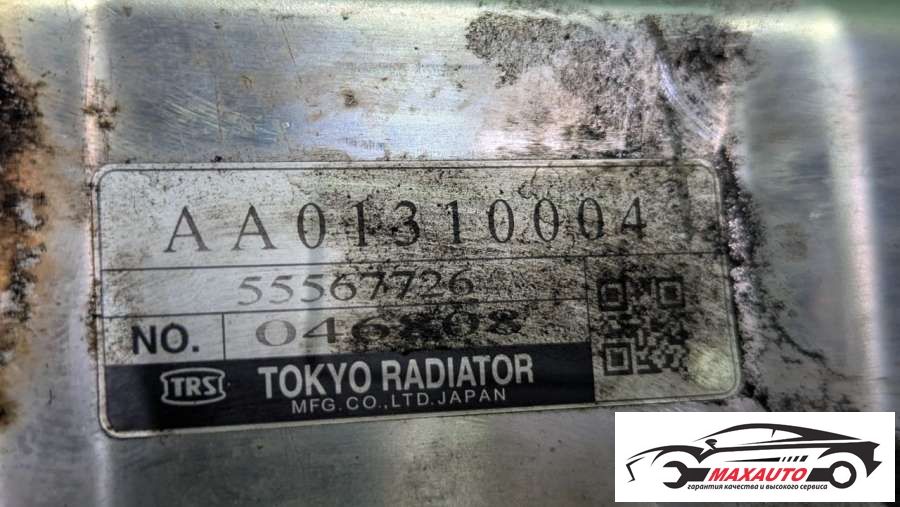 AA01310004
55567726
NO. 046808
TRS TOKYO RADIATOR
MFG. CO., LTD. JAPAN
MAXAUTO
гарантия качества и высокого сервиса